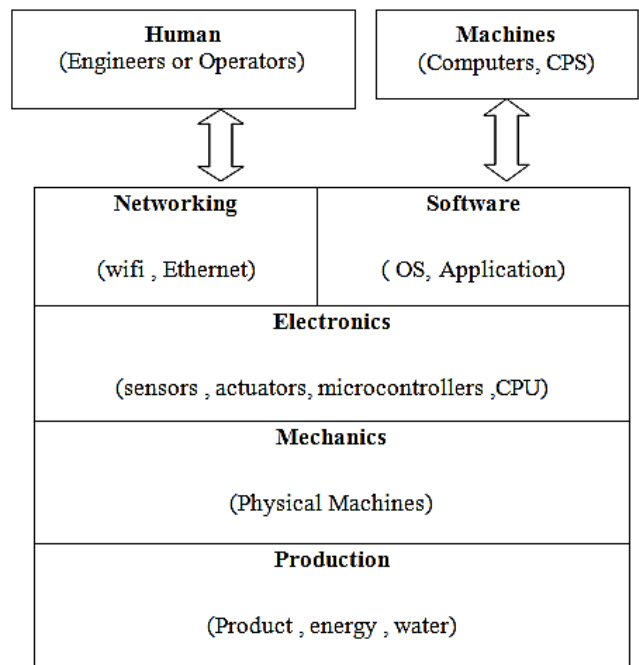 Human
(Engineers or Operators)
Machines
(Computers, CPS)
Networking
(wifi , Ethernet)
Software
( OS, Application)
Electronics
(sensors , actuators, microcontrollers ,CPU)
Mechanics
(Physical Machines)
Production
(Product , energy , water)